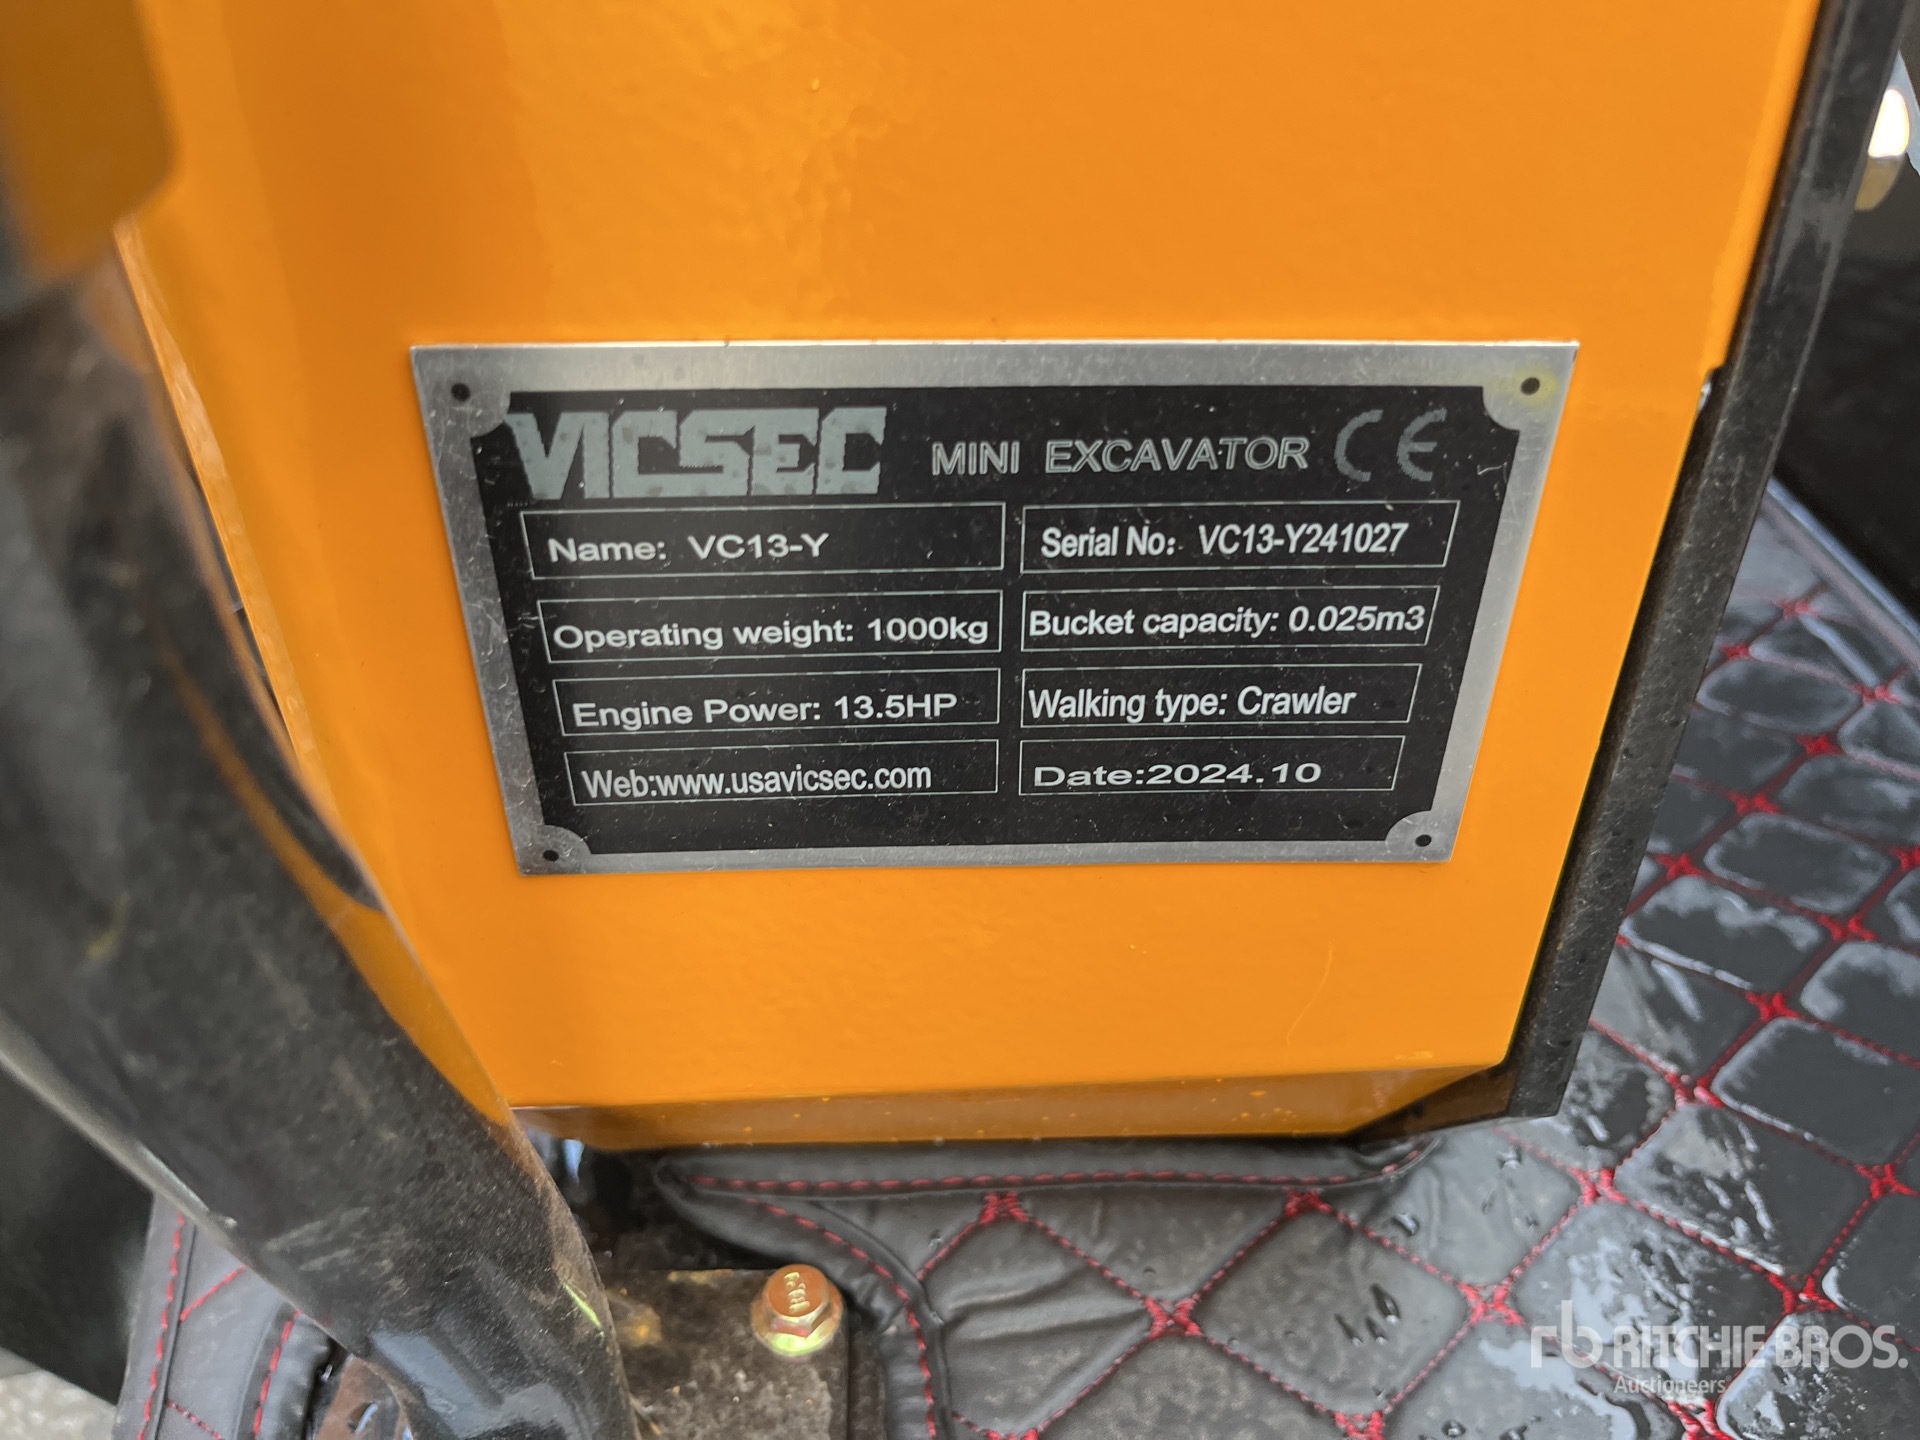 VICSEC MINI EXCAVATOR CE
Name: VC13-Y
Serial No: VC13-Y241027
Operating weight: 1000kg
Bucket capacity: 0.025m3
Engine Power: 13.5HP
Walking type: Crawler
Web:www.usavicsec.com
Date:2024.10
rb RITCHIE BROS.
Auctioneers